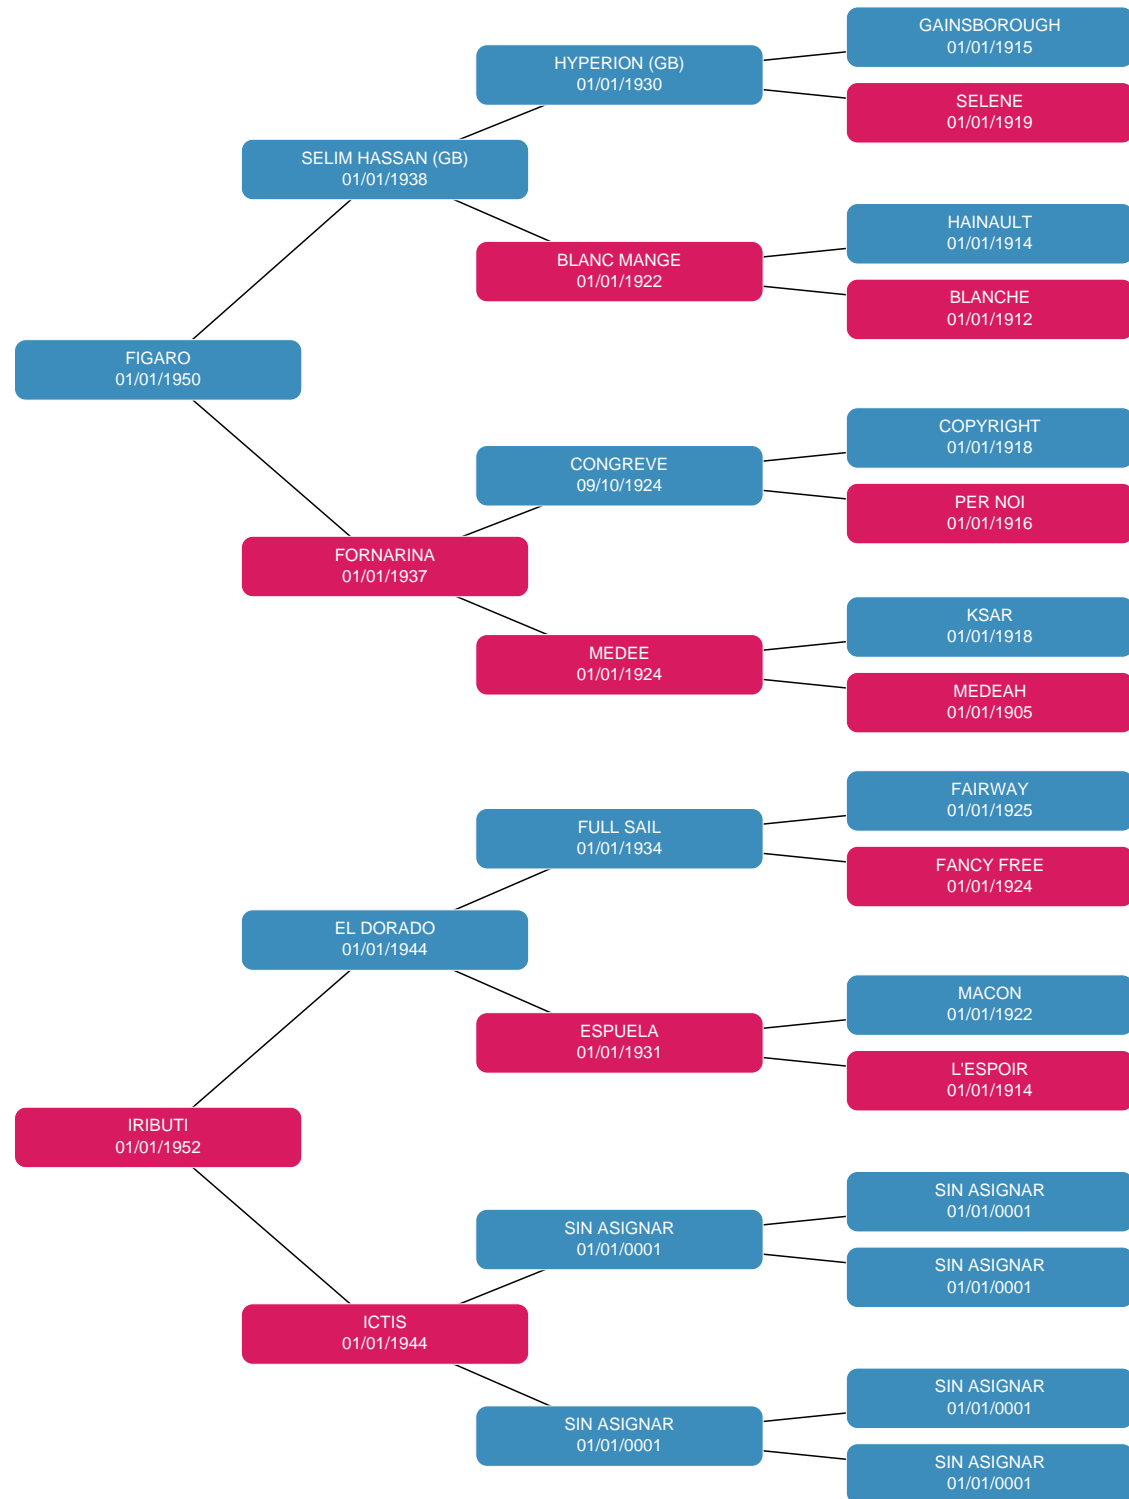 GAINSBOROUGH
01/01/1915
HYPERION (GB)
01/01/1930
SELENE
01/01/1919
SELIM HASSAN (GB)
01/01/1938
HAINAULT
01/01/1914
BLANC MANGE
01/01/1922
BLANCHE
01/01/1912
FIGARO
01/01/1950
COPYRIGHT
01/01/1918
CONGREVE
09/10/1924
PER NOI
01/01/1916
FORNARINA
01/01/1937
KSAR
01/01/1918
MEDEE
01/01/1924
MEDEAH
01/01/1905
FAIRWAY
01/01/1925
FULL SAIL
01/01/1934
FANCY FREE
01/01/1924
EL DORADO
01/01/1944
MACON
01/01/1922
ESPUELA
01/01/1931
L'ESPOIR
01/01/1914
IRIBUTI
01/01/1952
SIN ASIGNAR
01/01/0001
SIN ASIGNAR
01/01/0001
SIN ASIGNAR
01/01/0001
ICTIS
01/01/1944
SIN ASIGNAR
01/01/0001
SIN ASIGNAR
01/01/0001
SIN ASIGNAR
01/01/0001